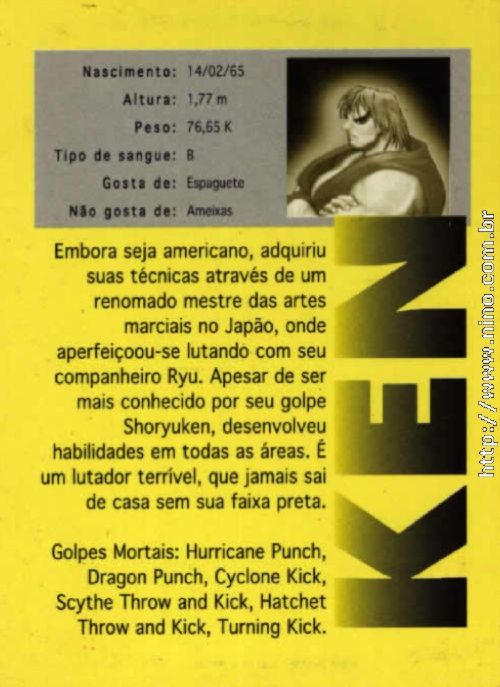 Nascimento: 14/02/65
Altura: 1,77 m
Peso: 76,65 K
Tipo de sangue: B
Gosta de: Espaguete
Não gosta de: Ameixas
Embora seja americano, adquiriu
suas técnicas através de um
renomado mestre das artes
marciais no Japão, onde
aperfeiçoou-se lutando com seu
companheiro Ryu. Apesar de ser
mais conhecido por seu golpe
Shoryuken, desenvolveu
habilidades em todas as áreas. É
um lutador terrível, que jamais sai
de casa sem sua faixa preta.
Golpes Mortais: Hurricane Punch,
Dragon Punch, Cyclone Kick,
Scythe Throw and Kick, Hatchet
Throw and Kick, Turning Kick.
KEN
http://www.nino.com.br